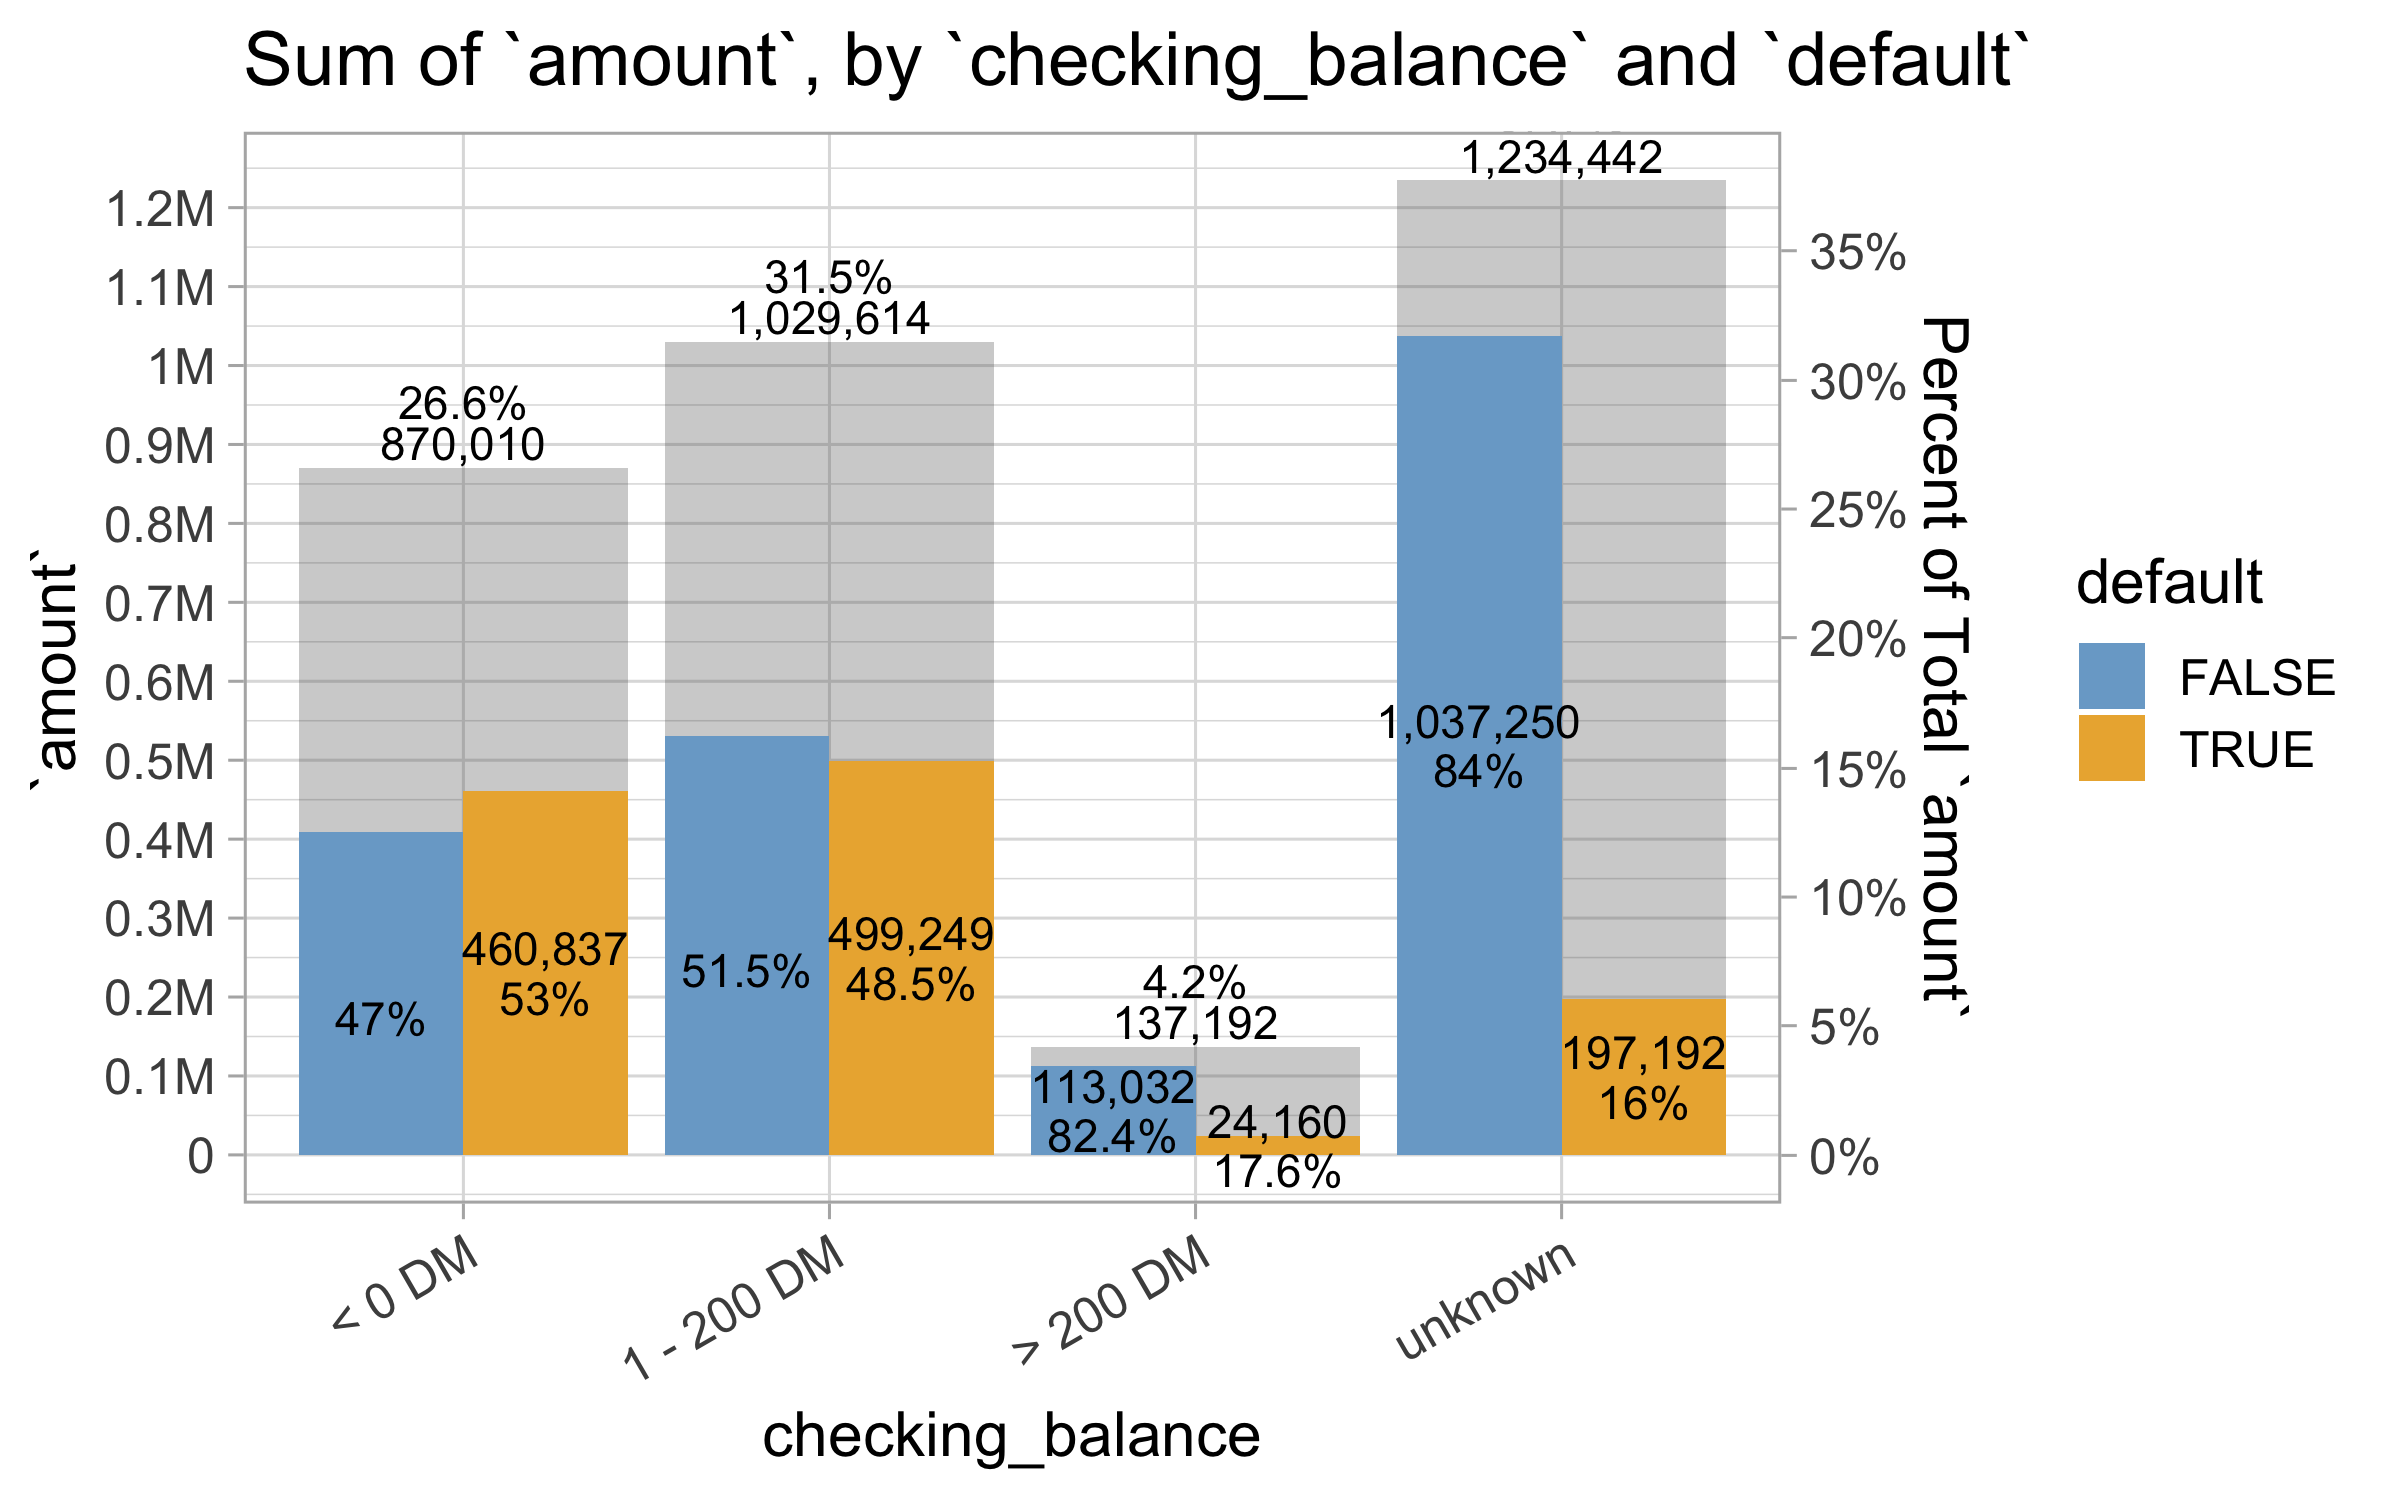 Sum of `amount`, by `checking_balance` and `default`
`amount`
1.2M
1.1M
1M
0.9M
0.8M
0.7M
0.6M
0.5M
0.4M
0.3M
0.2M
0.1M
0
26.6%
870,010
47%
460,837
53%
31.5%
1,029,614
51.5%
499,249
48.5%
4.2%
137,192
113,032
82.4%
24,160
17.6%
1,234,442
1,037,250
84%
197,192
16%
35%
30%
25%
20%
15%
10%
5%
0%
Percent of Total `amount`
default
FALSE
TRUE
< 0 DM
1 - 200 DM
> 200 DM
unknown
checking_balance